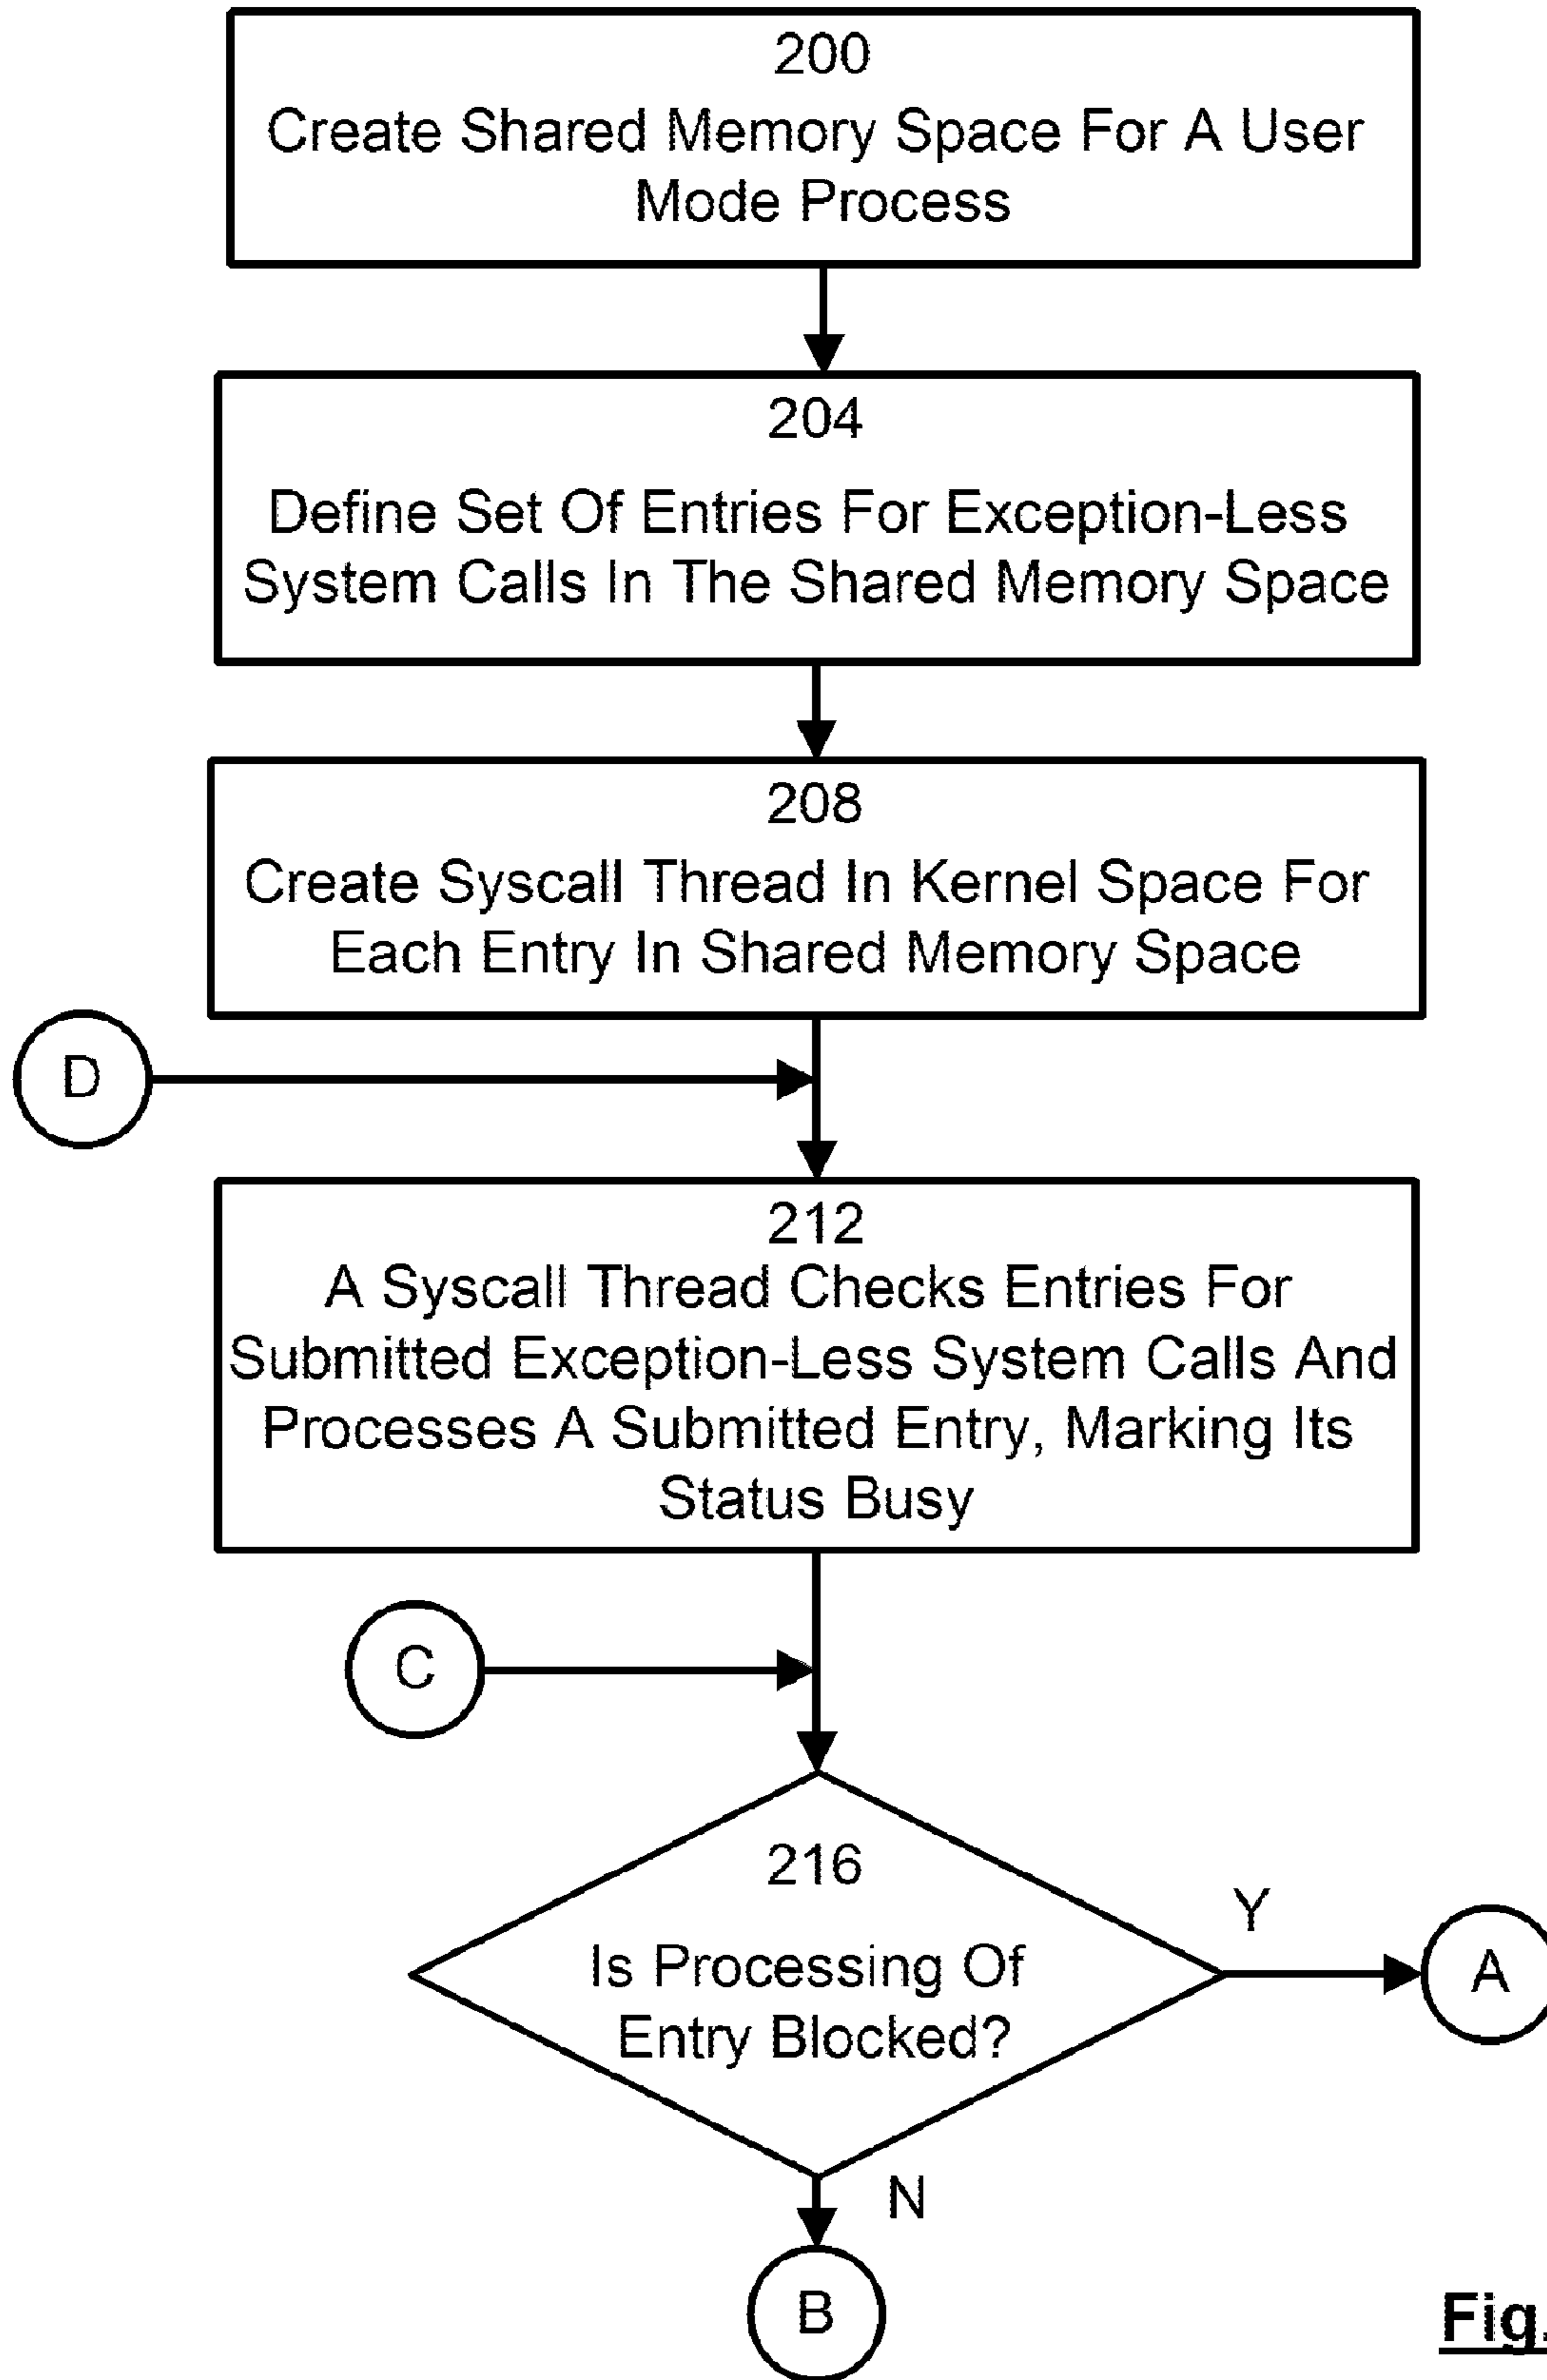 200
Create Shared Memory Space For A User
Mode Process
204
Define Set Of Entries For Exception-Less
System Calls In The Shared Memory Space
208
Create Syscall Thread In Kernel Space For
Each Entry In Shared Memory Space
D
212
A Syscall Thread Checks Entries For
Submitted Exception-Less System Calls And
Processes A Submitted Entry, Marking Its
Status Busy
C
216
Is Processing Of
Entry Blocked?
Y
A
N
B
Fig.